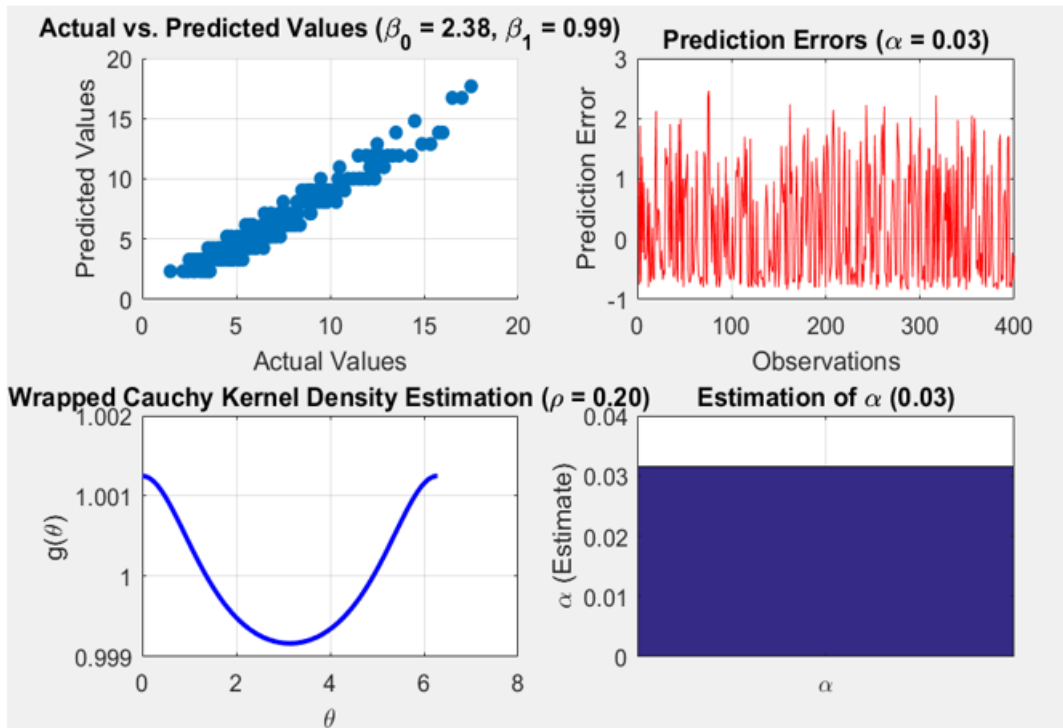 Actual vs. Predicted Values (β₀ = 2.38, β₁ = 0.99)
20
15
10
5
0
Predicted Values
0 5 10 15 20
Actual Values
Prediction Errors (α = 0.03)
3
2
1
0
-1
Prediction Error
0 100 200 300 400
Observations
Wrapped Cauchy Kernel Density Estimation (ρ = 0.20)
1.002
1.001
1
0.999
g(θ)
0 2 4 6 8
θ
Estimation of α (0.03)
0.04
0.03
0.02
0.01
0
α (Estimate)
α